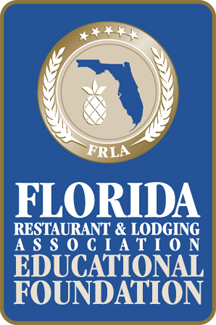 FRLA
FLORIDA
RESTAURANT & LODGING
ASSOCIATION
EDUCATIONAL
FOUNDATION